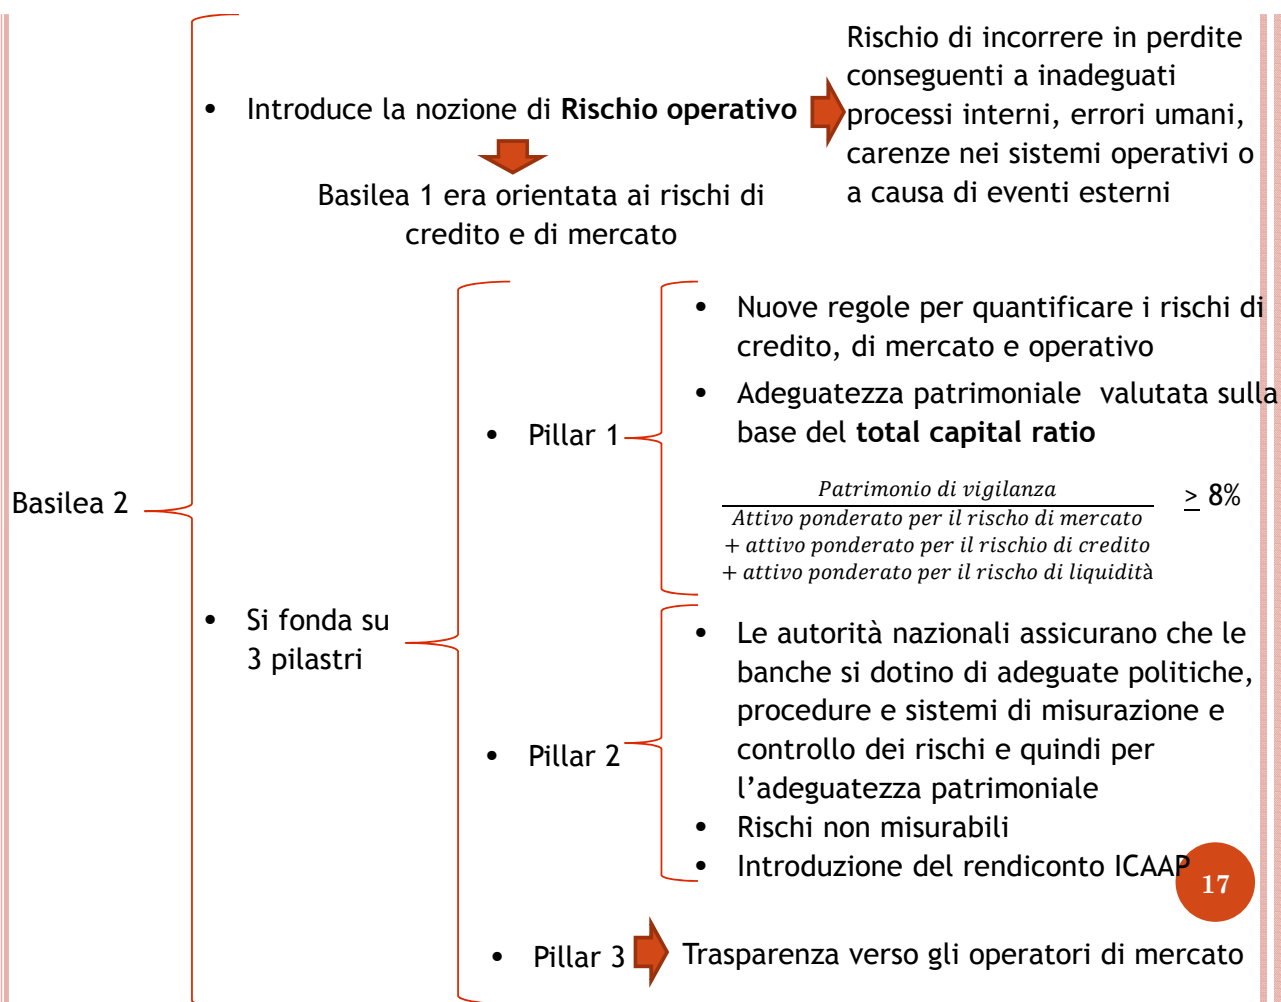 Basilea 2
• Introduce la nozione di Rischio operativo
Rischio di incorrere in perdite
conseguenti a inadeguati
processi interni, errori umani,
carenze nei sistemi operativi o
a causa di eventi esterni
Basilea 1 era orientata ai rischi di
credito e di mercato
• Si fonda su
3 pilastri
• Pillar 1
• Nuove regole per quantificare i rischi di
credito, di mercato e operativo
• Adeguatezza patrimoniale valutata sulla
base del total capital ratio
Patrimonio di vigilanza
Attivo ponderato per il rischo di mercato
+ attivo ponderato per il rischio di credito
+ attivo ponderato per il rischo di liquidità
≥ 8%
• Pillar 2
• Le autorità nazionali assicurano che le
banche si dotino di adeguate politiche,
procedure e sistemi di misurazione e
controllo dei rischi e quindi per
l’adeguatezza patrimoniale
• Rischi non misurabili
• Introduzione del rendiconto ICAAP
• Pillar 3
Trasparenza verso gli operatori di mercato
17